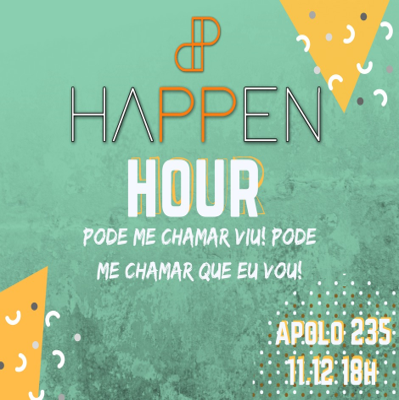 HAPPEN
HOUR
PODE ME CHAMAR VIU! PODE
ME CHAMAR QUE EU VOU!
APOLO 235
11.12 18H